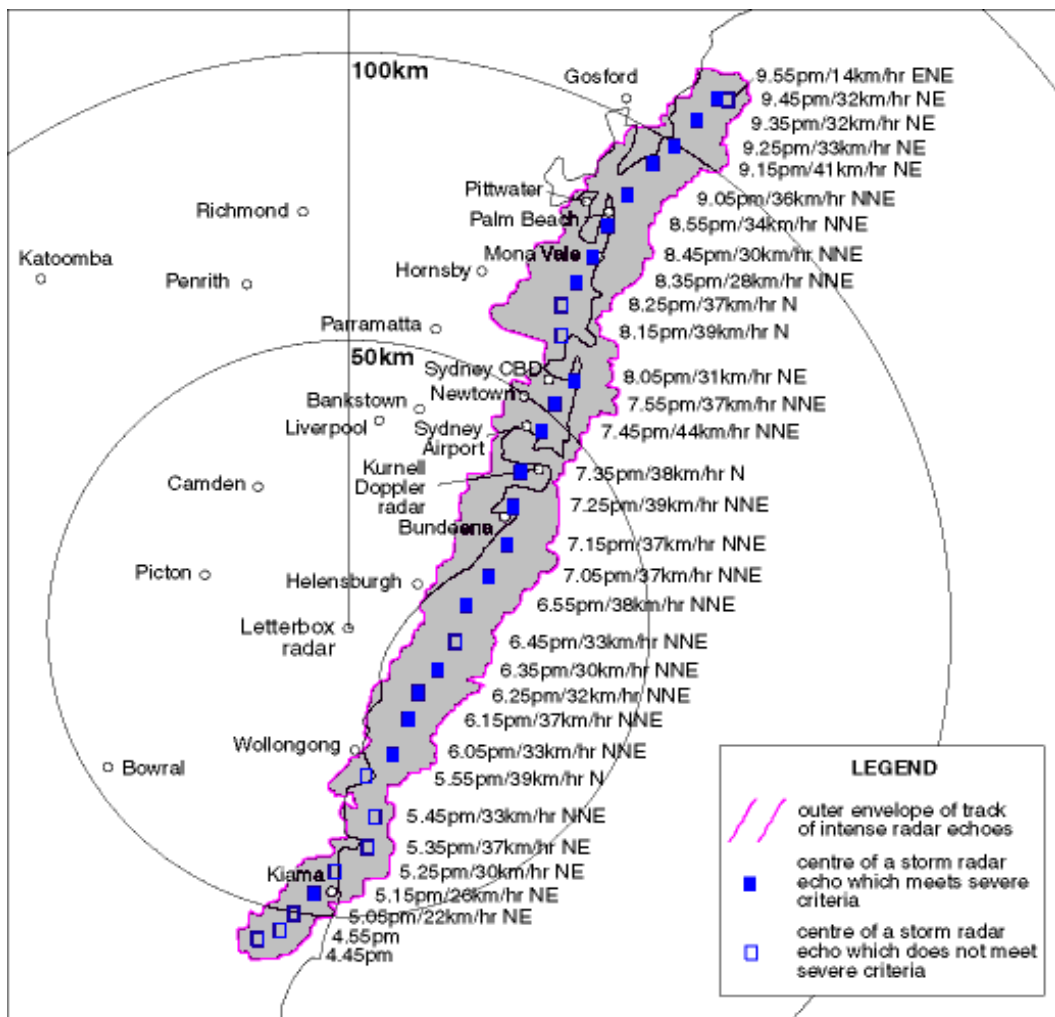 100km
Gosford
9.55pm/14km/hr ENE
9.45pm/32km/hr NE
9.35pm/32km/hr NE
9.25pm/33km/hr NE
9.15pm/41km/hr NE
Pittwater
9.05pm/36km/hr NNE
Richmond
Palm Beach
8.55pm/34km/hr NNE
Katoomba
Mona Vale
8.45pm/30km/hr NNE
Hornsby
Penrith
8.35pm/28km/hr NNE
8.25pm/37km/hr N
Parramatta
8.15pm/39km/hr N
50km
Sydney CBD
8.05pm/31km/hr NE
Newtown
Bankstown
7.55pm/37km/hr NNE
Liverpool
Sydney
Airport
7.45pm/44km/hr NNE
Kurnell
Doppler
radar
7.35pm/38km/hr N
Camden
7.25pm/39km/hr NNE
Bundeena
7.15pm/37km/hr NNE
Picton
Helensburgh
7.05pm/37km/hr NNE
6.55pm/38km/hr NNE
Letterbox
radar
6.45pm/33km/hr NNE
6.35pm/30km/hr NNE
6.25pm/32km/hr NNE
6.15pm/37km/hr NNE
Wollongong
6.05pm/33km/hr NNE
Bowral
5.55pm/39km/hr N
5.45pm/33km/hr NNE
5.35pm/37km/hr NE
Kiama
5.25pm/30km/hr NE
5.15pm/26km/hr NE
5.05pm/22km/hr NE
4.55pm
4.45pm
LEGEND
outer envelope of track
of intense radar echoes
centre of a storm radar
echo which meets severe
criteria
centre of a storm radar
echo which does not meet
severe criteria